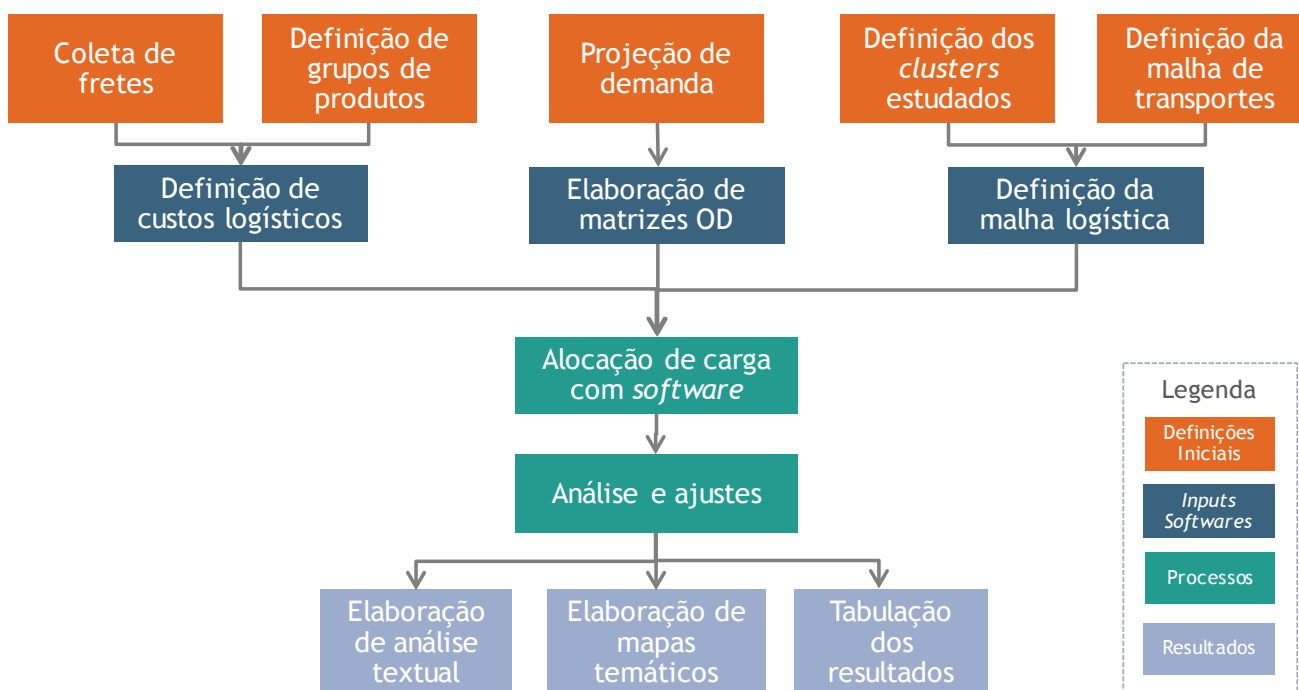 Coleta de
fretes
Definição de
grupos de
produtos
Projeção de
demanda
Definição dos
clusters
estudados
Definição da
malha de
transportes
Definição de
custos logísticos
Elaboração de
matrizes OD
Definição da
malha logística
Alocação de carga
com software
Análise e ajustes
Elaboração
de análise
textual
Elaboração de
mapas
temáticos
Tabulação
dos
resultados
Legenda
Definições
Iniciais
Inputs
Softwares
Processos
Resultados